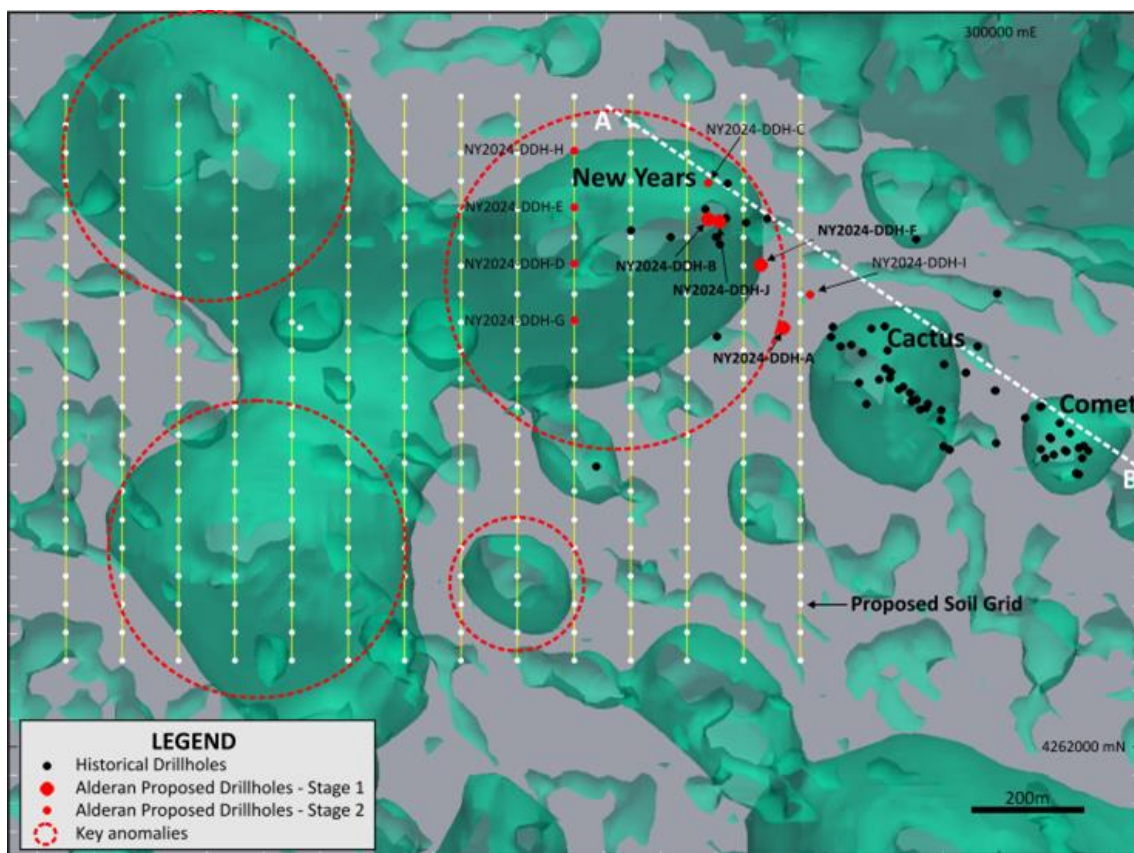 300000 mE
A
NY2024-DDH-C
NY2024-DDH-H
New Years
NY2024-DDH-E
NY2024-DDH-F
NY2024-DDH-D
NY2024-DDH-B
NY2024-DDH-I
NY2024-DDH-J
NY2024-DDH-G
Cactus
NY2024-DDH-A
Comet
B
Proposed Soil Grid
LEGEND
Historical Drillholes
Alderan Proposed Drillholes - Stage 1
Alderan Proposed Drillholes - Stage 2
Key anomalies
4262000 mN
200m